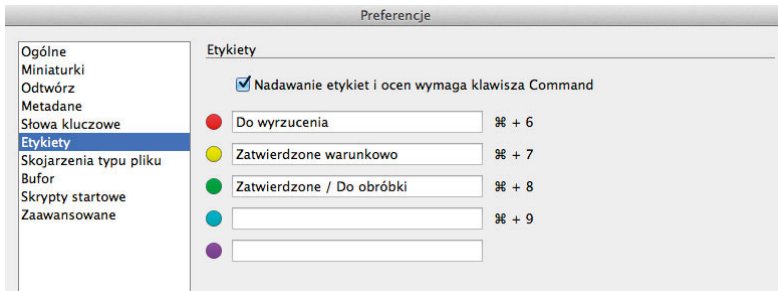 Preferencje
Ogólne
Miniaturki
Odtwórz
Metadane
Słowa kluczowe
Etykiety
Skojarzenia typu pliku
Bufor
Skrypty startowe
Zaawansowane
Etykiety
Nadawanie etykiet i ocen wymaga klawisza Command
Do wyrzucenia ⌘ + 6
Zatwierdzone warunkowo ⌘ + 7
Zatwierdzone / Do obróbki ⌘ + 8
⌘ + 9